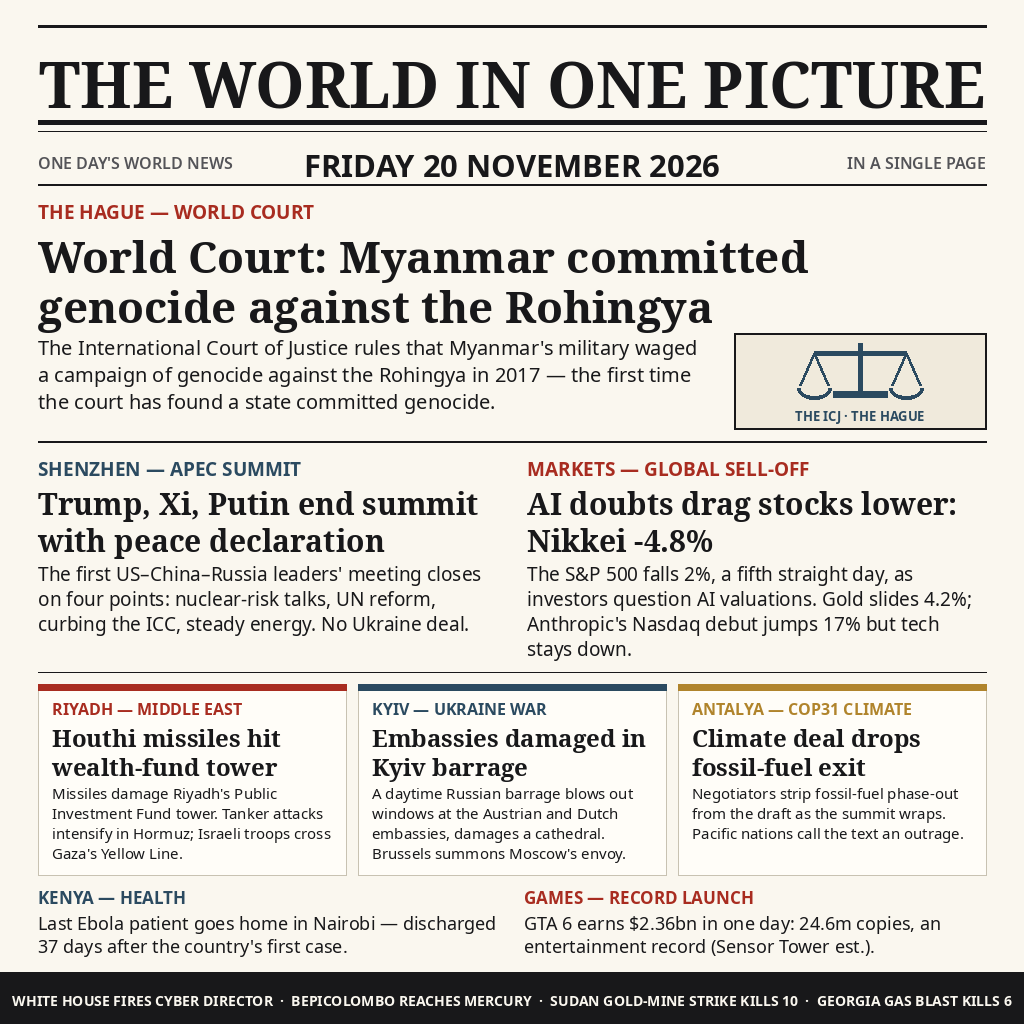 THE WORLD IN ONE PICTURE
ONE DAY'S WORLD NEWS
FRIDAY 20 NOVEMBER 2026
IN A SINGLE PAGE
THE HAGUE — WORLD COURT
World Court: Myanmar committed
genocide against the Rohingya
The International Court of Justice rules that Myanmar's military waged
a campaign of genocide against the Rohingya in 2017 — the first time
the court has found a state committed genocide.
THE ICJ · THE HAGUE
SHENZHEN — APEC SUMMIT
Trump, Xi, Putin end summit
with peace declaration
The first US–China–Russia leaders' meeting closes
on four points: nuclear-risk talks, UN reform,
curbing the ICC, steady energy. No Ukraine deal.
MARKETS — GLOBAL SELL-OFF
AI doubts drag stocks lower:
Nikkei -4.8%
The S&P 500 falls 2%, a fifth straight day, as
investors question AI valuations. Gold slides 4.2%;
Anthropic's Nasdaq debut jumps 17% but tech
stays down.
RIYADH — MIDDLE EAST
Houthi missiles hit
wealth-fund tower
Missiles damage Riyadh's Public
Investment Fund tower. Tanker attacks
intensify in Hormuz; Israeli troops cross
Gaza's Yellow Line.
KYIV — UKRAINE WAR
Embassies damaged in
Kyiv barrage
A daytime Russian barrage blows out
windows at the Austrian and Dutch
embassies, damages a cathedral.
Brussels summons Moscow's envoy.
ANTALYA — COP31 CLIMATE
Climate deal drops
fossil-fuel exit
Negotiators strip fossil-fuel phase-out
from the draft as the summit wraps.
Pacific nations call the text an outrage.
KENYA — HEALTH
Last Ebola patient goes home in Nairobi — discharged
37 days after the country's first case.
GAMES — RECORD LAUNCH
GTA 6 earns $2.36bn in one day: 24.6m copies, an
entertainment record (Sensor Tower est.).
WHITE HOUSE FIRES CYBER DIRECTOR · BEPICOLOMBO REACHES MERCURY · SUDAN GOLD-MINE STRIKE KILLS 10 · GEORGIA GAS BLAST KILLS 6